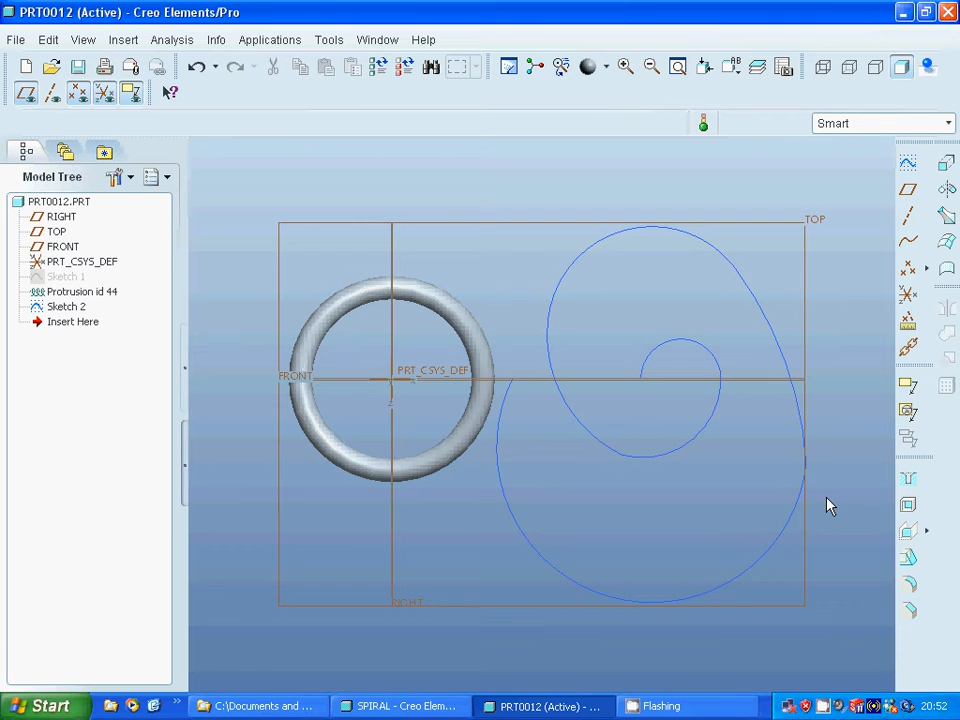 PRT0012 (Active) - Creo Elements/Pro
File Edit View Insert Analysis Info Applications Tools Window Help
Smart
Model Tree
PRT0012.PRT
RIGHT
TOP
FRONT
PRT_CSYS_DEF
Sketch 1
Protrusion id 44
Sketch 2
Insert Here
TOP
PRT_CSYS_DEF
FRONT
RIGHT
Start
C:\Documents and ...
SPIRAL - Creo Elem...
PRT0012 (Active) - ...
Flashing
20:52